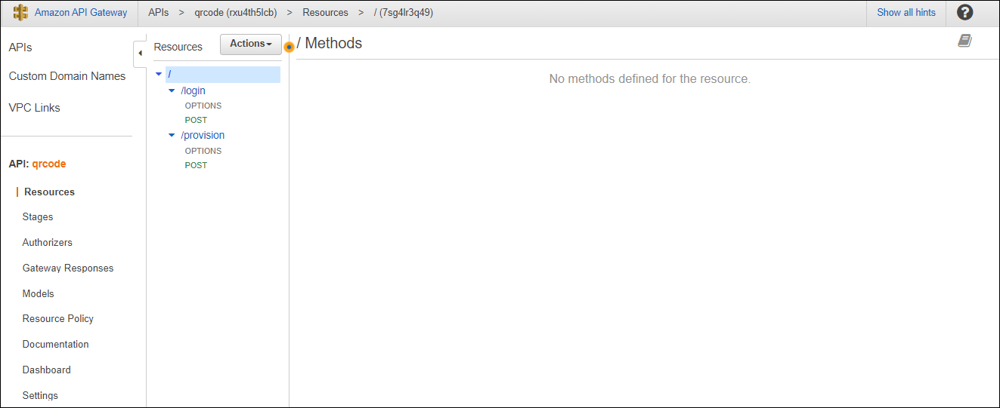 Amazon API Gateway APIs > qrcode (rxu4th5lcb) > Resources > / (7sg4lr3q49) Show all hints ?
APIs
Custom Domain Names
VPC Links
API: qrcode
Resources
Stages
Authorizers
Gateway Responses
Models
Resource Policy
Documentation
Dashboard
Settings
Resources Actions
/
/login
OPTIONS
POST
/provision
OPTIONS
POST
/ Methods
No methods defined for the resource.